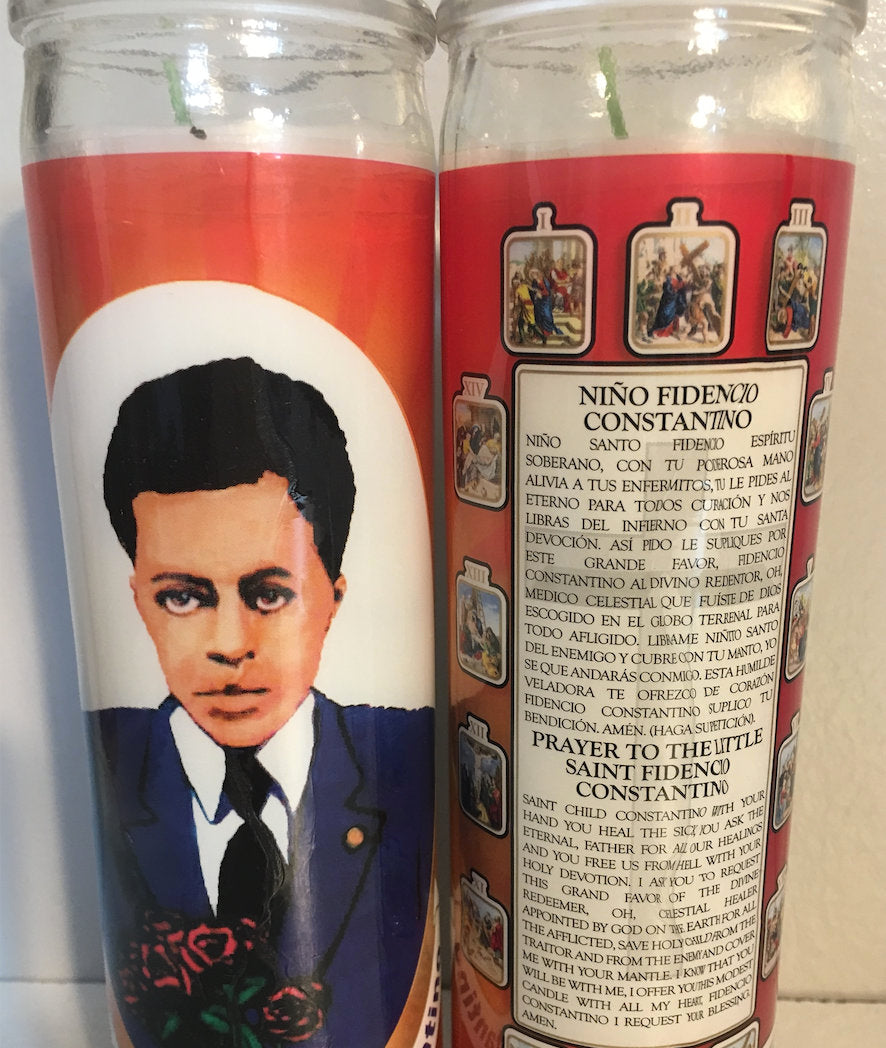 I
II
III
XIV
XIII
XII
XI
NIÑO FIDENCIO
CONSTANTINO
NIÑO SANTO FIDENCIO ESPÍRITU
SOBERANO, CON TU PODEROSA MANO
ALIVIA A TUS ENFERMITOS, TU LE PIDES AL
ETERNO PARA TODOS CURACIÓN Y NOS
LIBRAS DEL INFIERNO CON TU SANTA
DEVOCIÓN. ASÍ PIDO LE SUPLIQUES POR
ESTE GRANDE FAVOR, FIDENCIO
CONSTANTINO AL DIVINO REDENTOR, OH,
MEDICO CELESTIAL QUE FUÍSTE DE DIOS
ESCOGIDO EN EL GLOBO TERRENAL PARA
TODO AFLIGIDO. LIBRAME NIÑITO SANTO
DEL ENEMIGO Y CUBRE CON TU MANTO, YO
SE QUE ANDARÁS CONMIGO. ESTA HUMILDE
VELADORA TE OFREZCO DE CORAZÓN
FIDENCIO CONSTANTINO SUPLICO TU
BENDICIÓN. AMÉN. (HAGA SU PETICIÓN).
PRAYER TO THE LITTLE
SAINT FIDENCIO
CONSTANTINO
SAINT CHILD CONSTANTINO WITH YOUR
HAND YOU HEAL THE SICK, YOU ASK THE
ETERNAL, FATHER FOR ALL OUR HEALINGS
AND YOU FREE US FROM HELL WITH YOUR
HOLY DEVOTION. I ASK YOU TO REQUEST
THIS GRAND FAVOR OF THE DIVINE
REDEEMER, OH, CELESTIAL HEALER
APPOINTED BY GOD ON THE EARTH FOR ALL
THE AFFLICTED, SAVE HOLY CHILD FROM THE
TRAITOR AND FROM THE ENEMY AND COVER
ME WITH YOUR MANTLE. I KNOW THAT YOU
WILL BE WITH ME, I OFFER YOU THIS MODEST
CANDLE WITH ALL MY HEART, FIDENCIO
CONSTANTINO I REQUEST YOUR BLESSING.
AMEN.